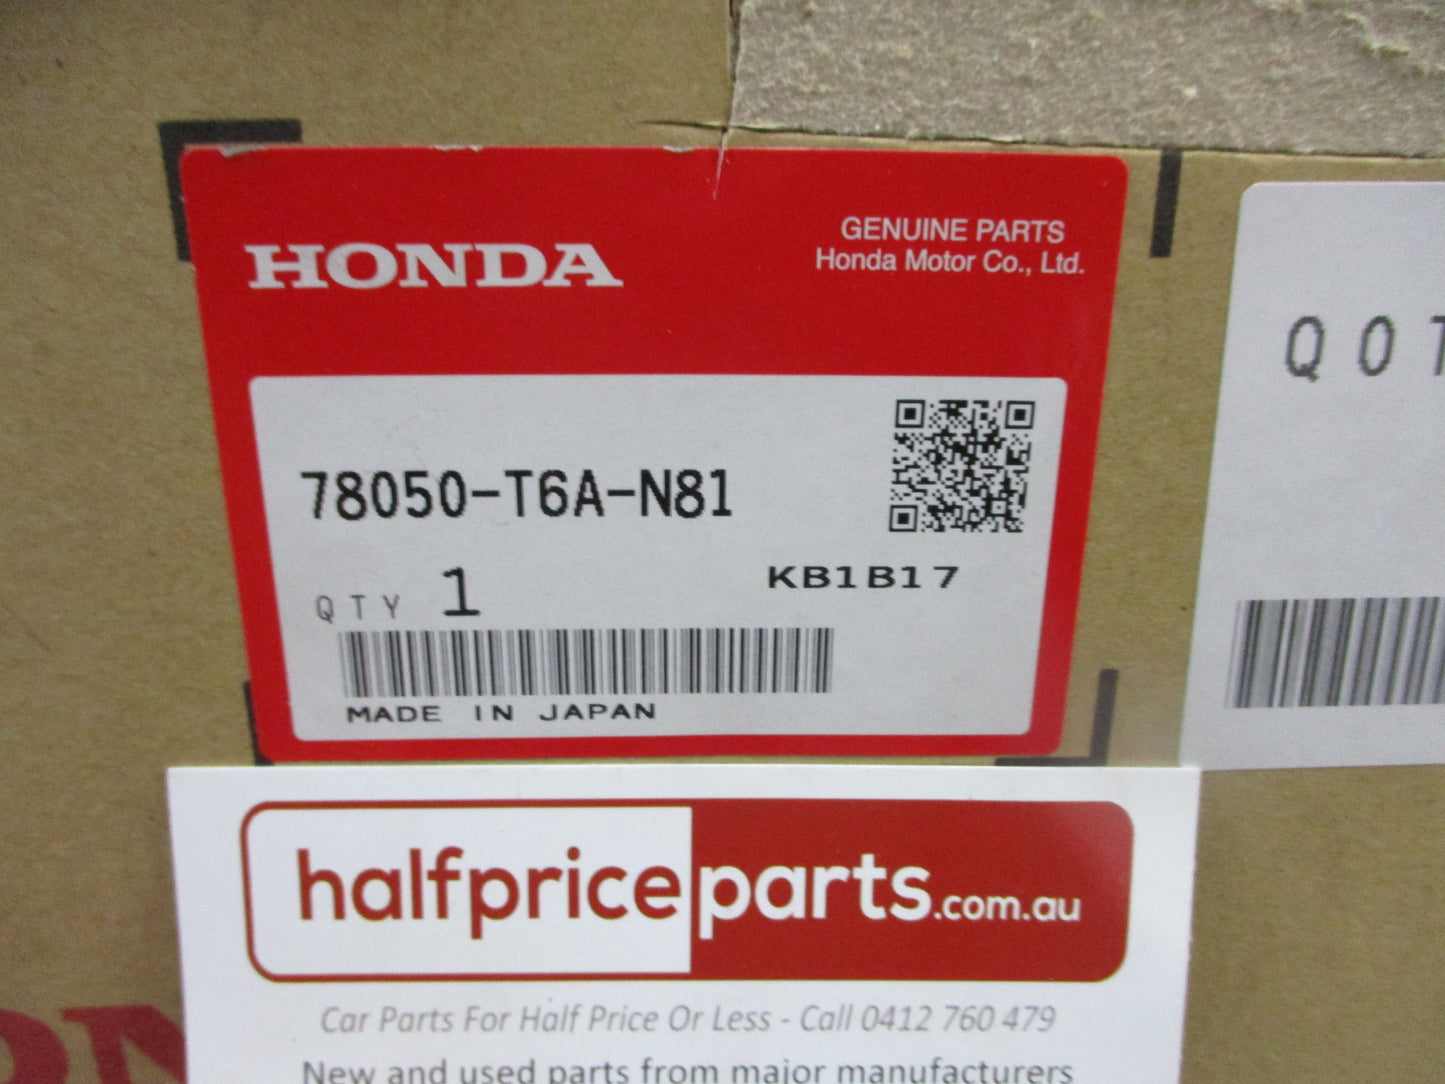 HONDA
GENUINE PARTS
Honda Motor Co., Ltd.
78050-T6A-N81
QTY 1
KB1B17
MADE IN JAPAN
Q0T
halfpriceparts.com.au
Car Parts For Half Price Or Less - Call 0412 760 479
New and used parts from major manufacturers